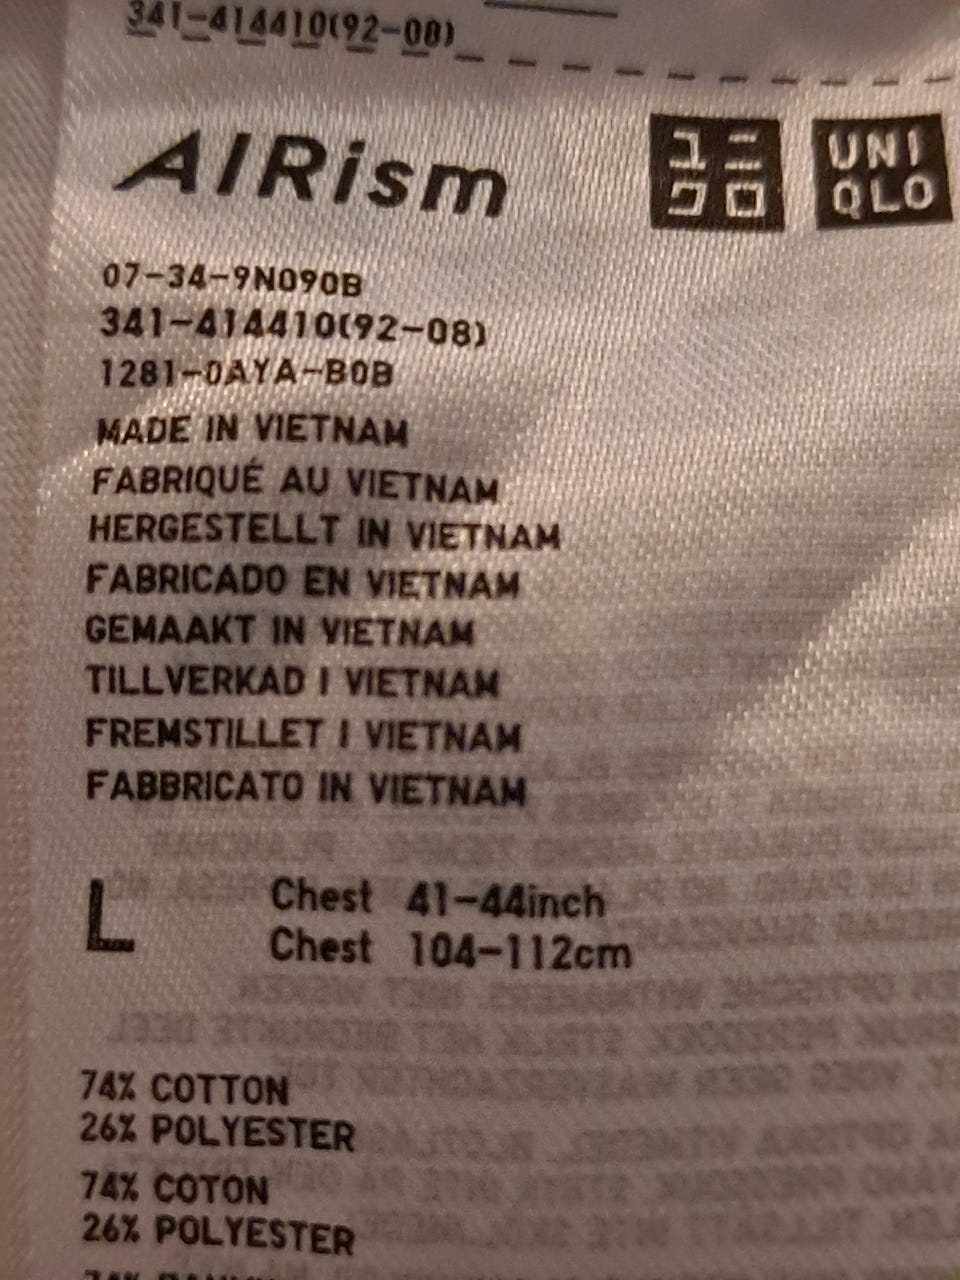 341-414410(92-08)
AIRism
ユニ
クロ
UNI
QLO
07-34-9N090B
341-414410(92-08)
1281-0AYA-B0B
MADE IN VIETNAM
FABRIQUÉ AU VIETNAM
HERGESTELLT IN VIETNAM
FABRICADO EN VIETNAM
GEMAAKT IN VIETNAM
TILLVERKAD I VIETNAM
FREMSTILLET I VIETNAM
FABBRICATO IN VIETNAM
L
Chest 41-44inch
Chest 104-112cm
74% COTTON
26% POLYESTER
74% COTON
26% POLYESTER